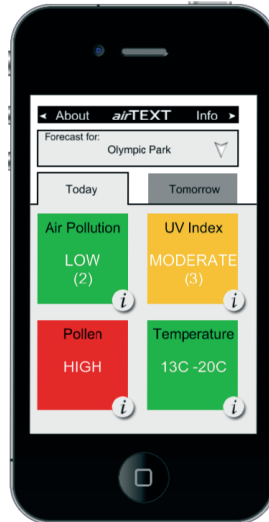 ◄ About airTEXT Info ►
Forecast for:
Olympic Park
Today Tomorrow
Air Pollution
LOW
(2)
i
UV Index
MODERATE
(3)
i
Pollen
HIGH
i
Temperature
13C -20C
i